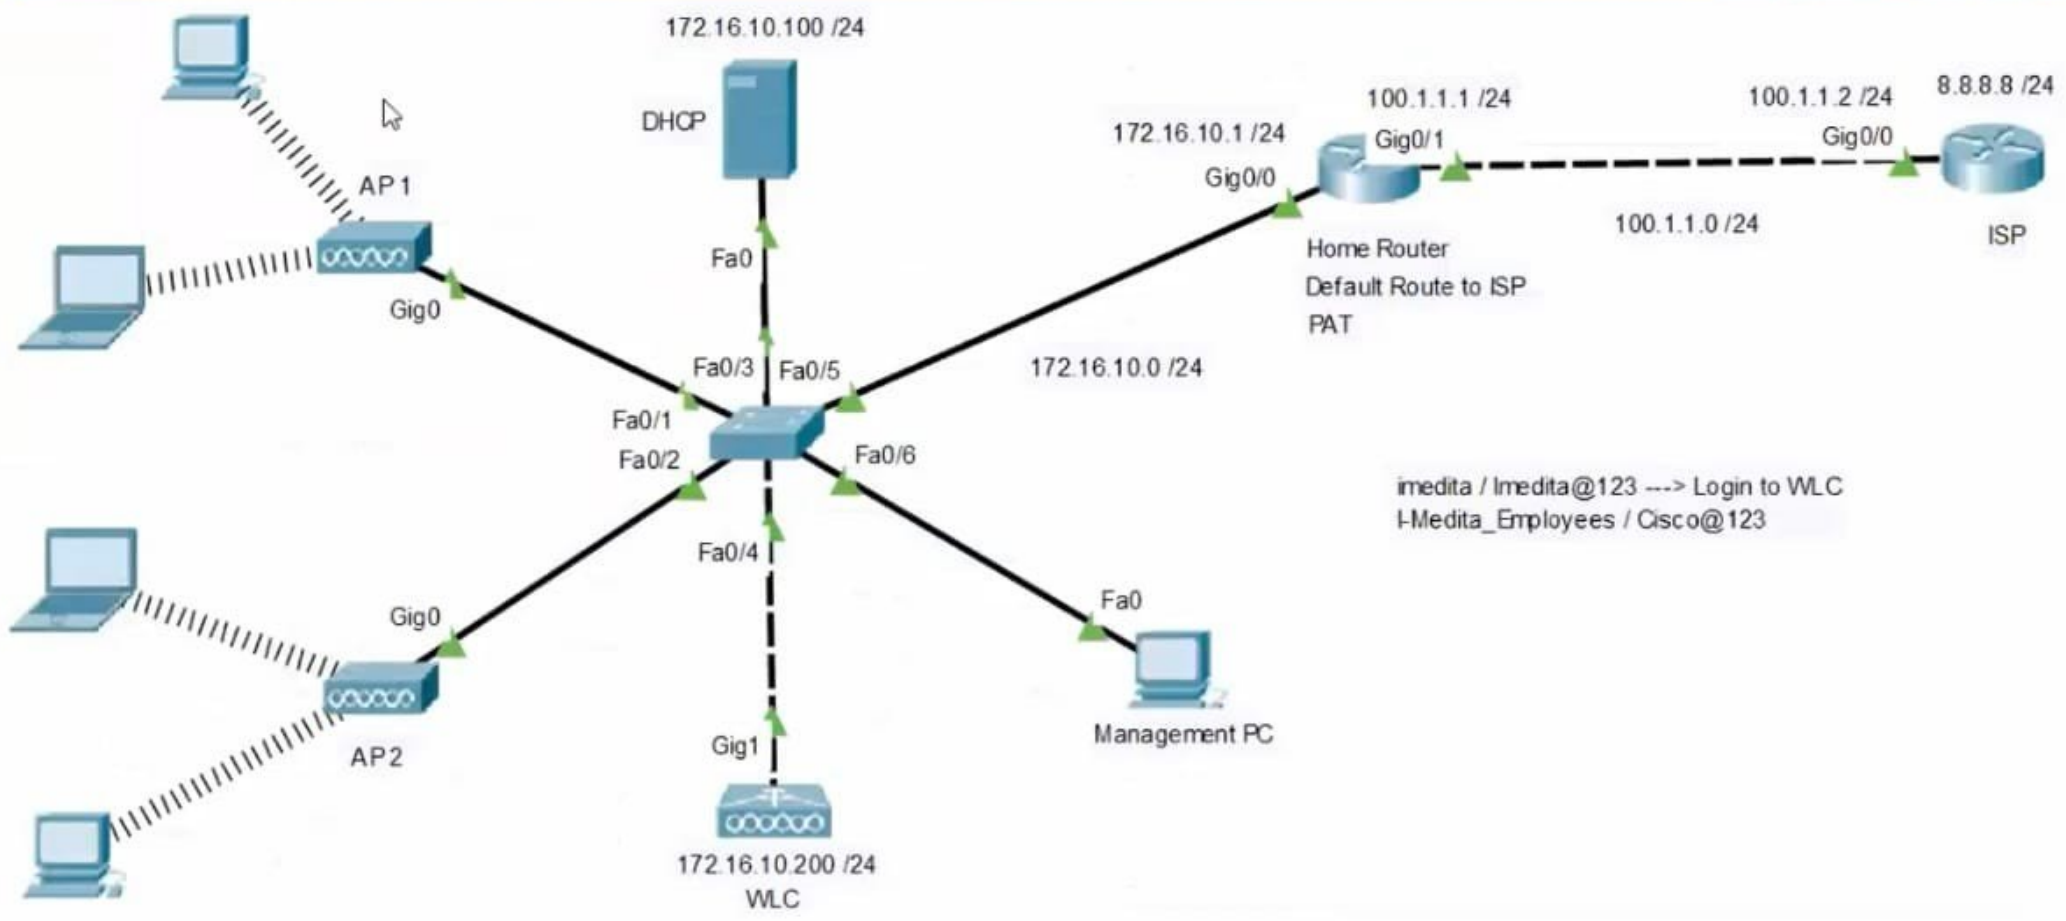 172.16.10.100 /24
DHCP
Fa0
AP1
Gig0
172.16.10.1 /24
Gig0/0
100.1.1.1 /24
Gig0/1
100.1.1.2 /24
Gig0/0
8.8.8.8 /24
ISP
100.1.1.0 /24
Home Router
Default Route to ISP
PAT
172.16.10.0 /24
Fa0/3
Fa0/5
Fa0/1
Fa0/2
Fa0/6
Fa0/4
imedita / Imedita@123 ---> Login to WLC
I-Medita_Employees / Cisco@123
Gig0
AP2
Fa0
Management PC
Gig1
172.16.10.200 /24
WLC